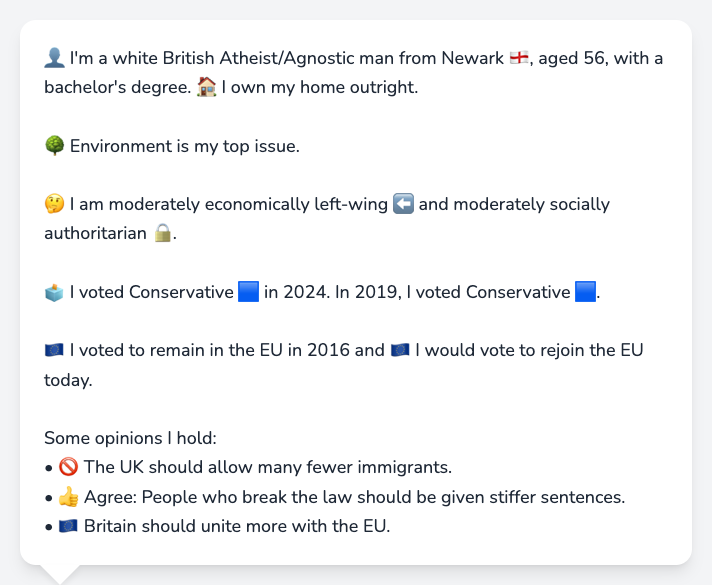 👤 I'm a white British Atheist/Agnostic man from Newark 🏴󠁧󠁢󠁥󠁮󠁧󠁿, aged 56, with a
bachelor's degree. 🏠 I own my home outright.
🌳 Environment is my top issue.
🤔 I am moderately economically left-wing ⬅️ and moderately socially
authoritarian 🔒.
🗳️ I voted Conservative 🟦 in 2024. In 2019, I voted Conservative 🟦.
🇪🇺 I voted to remain in the EU in 2016 and 🇪🇺 I would vote to rejoin the EU
today.
Some opinions I hold:
• 🚫 The UK should allow many fewer immigrants.
• 👍 Agree: People who break the law should be given stiffer sentences.
• 🇪🇺 Britain should unite more with the EU.